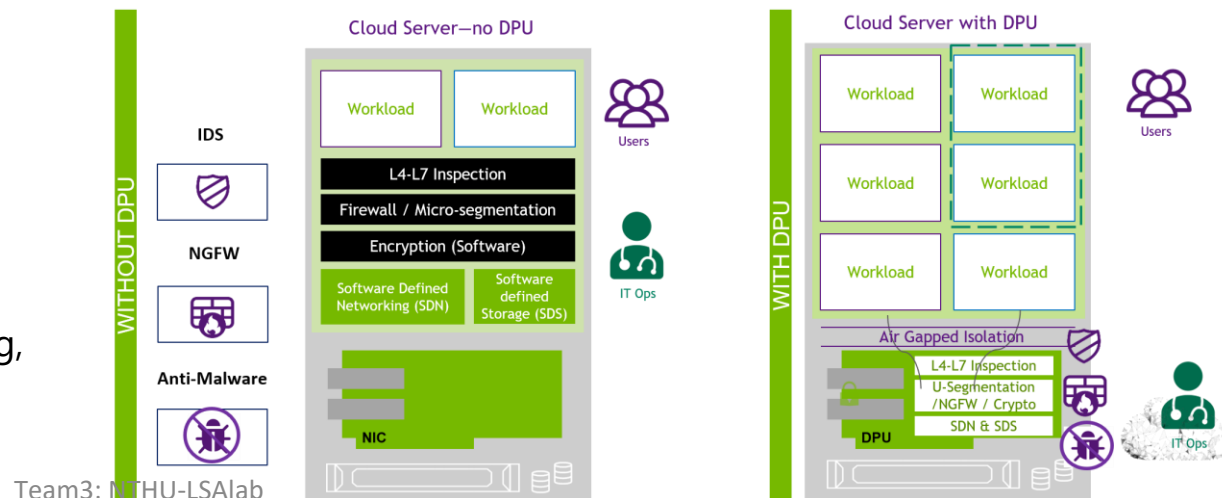 WITHOUT DPU
IDS
NGFW
Anti-Malware
g,
Cloud Server—no DPU
Workload
Workload
L4-L7 Inspection
Firewall / Micro-segmentation
Encryption (Software)
Software Defined
Networking (SDN)
Software
defined
Storage (SDS)
NIC
Users
IT Ops
WITH DPU
Cloud Server with DPU
Workload
Workload
Workload
Workload
Workload
Workload
Air Gapped Isolation
L4-L7 Inspection
U-Segmentation
/NGFW / Crypto
SDN & SDS
DPU
Users
IT Ops
Team3: NTHU-LSAlab